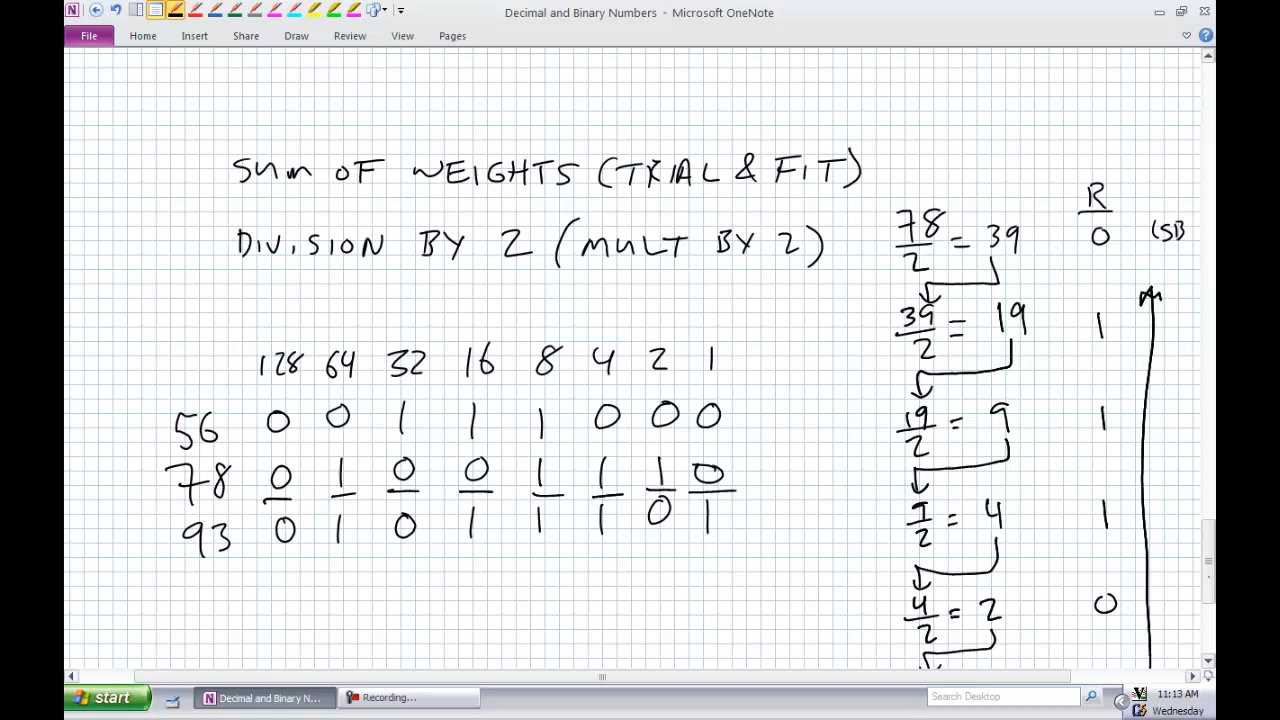 Decimal and Binary Numbers - Microsoft OneNote
File Home Insert Share Draw Review View Pages
SUM OF WEIGHTS (TRIAL & FIT)
DIVISION BY 2 (MULT BY 2)
128 64 32 16 8 4 2 1
56 0 0 1 1 1 0 0 0
78 0 1 0 0 1 1 1 0
93 0 1 0 1 1 1 0 1
R
78/2 = 39 0 LSB
39/2 = 19 1
19/2 = 9 1
9/2 = 4 1
4/2 = 2 0
start Decimal and Binary N... Recording... Search Desktop 11:13 AM
Wednesday